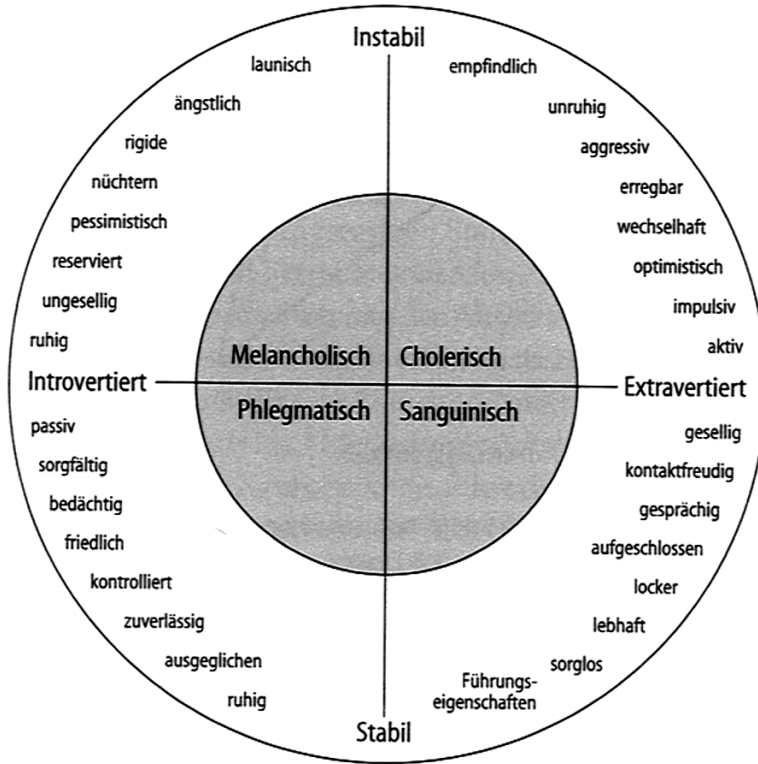 Instabil
launisch
empfindlich
ängstlich
unruhig
rigide
aggressiv
nüchtern
erregbar
pessimistisch
wechselhaft
reserviert
optimistisch
ungesellig
impulsiv
ruhig
aktiv
Melancholisch
Cholerisch
Introvertiert
Extravertiert
Phlegmatisch
Sanguinisch
passiv
gesellig
sorgfältig
kontaktfreudig
bedächtig
gesprächig
friedlich
aufgeschlossen
kontrolliert
locker
zuverlässig
lebhaft
ausgeglichen
sorglos
ruhig
Führungs-
eigenschaften
Stabil